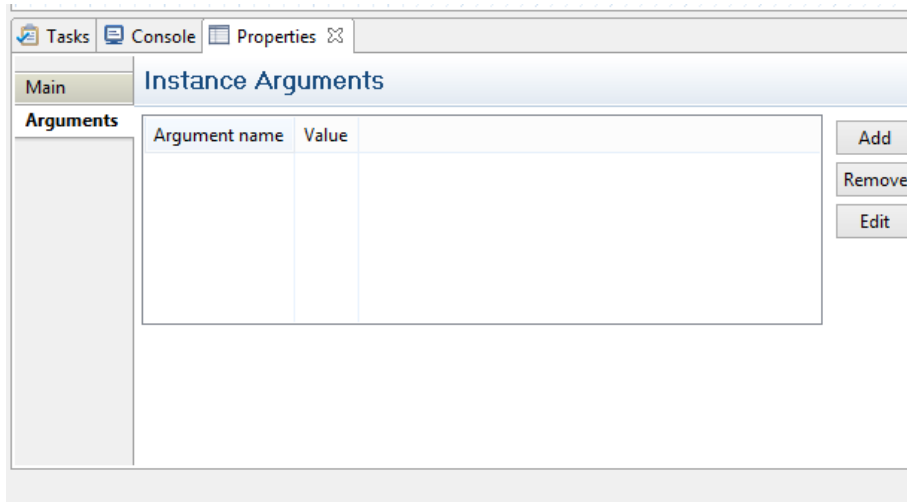 Tasks Console Properties
Main
Instance Arguments
Arguments
Argument name Value
Add
Remove
Edit